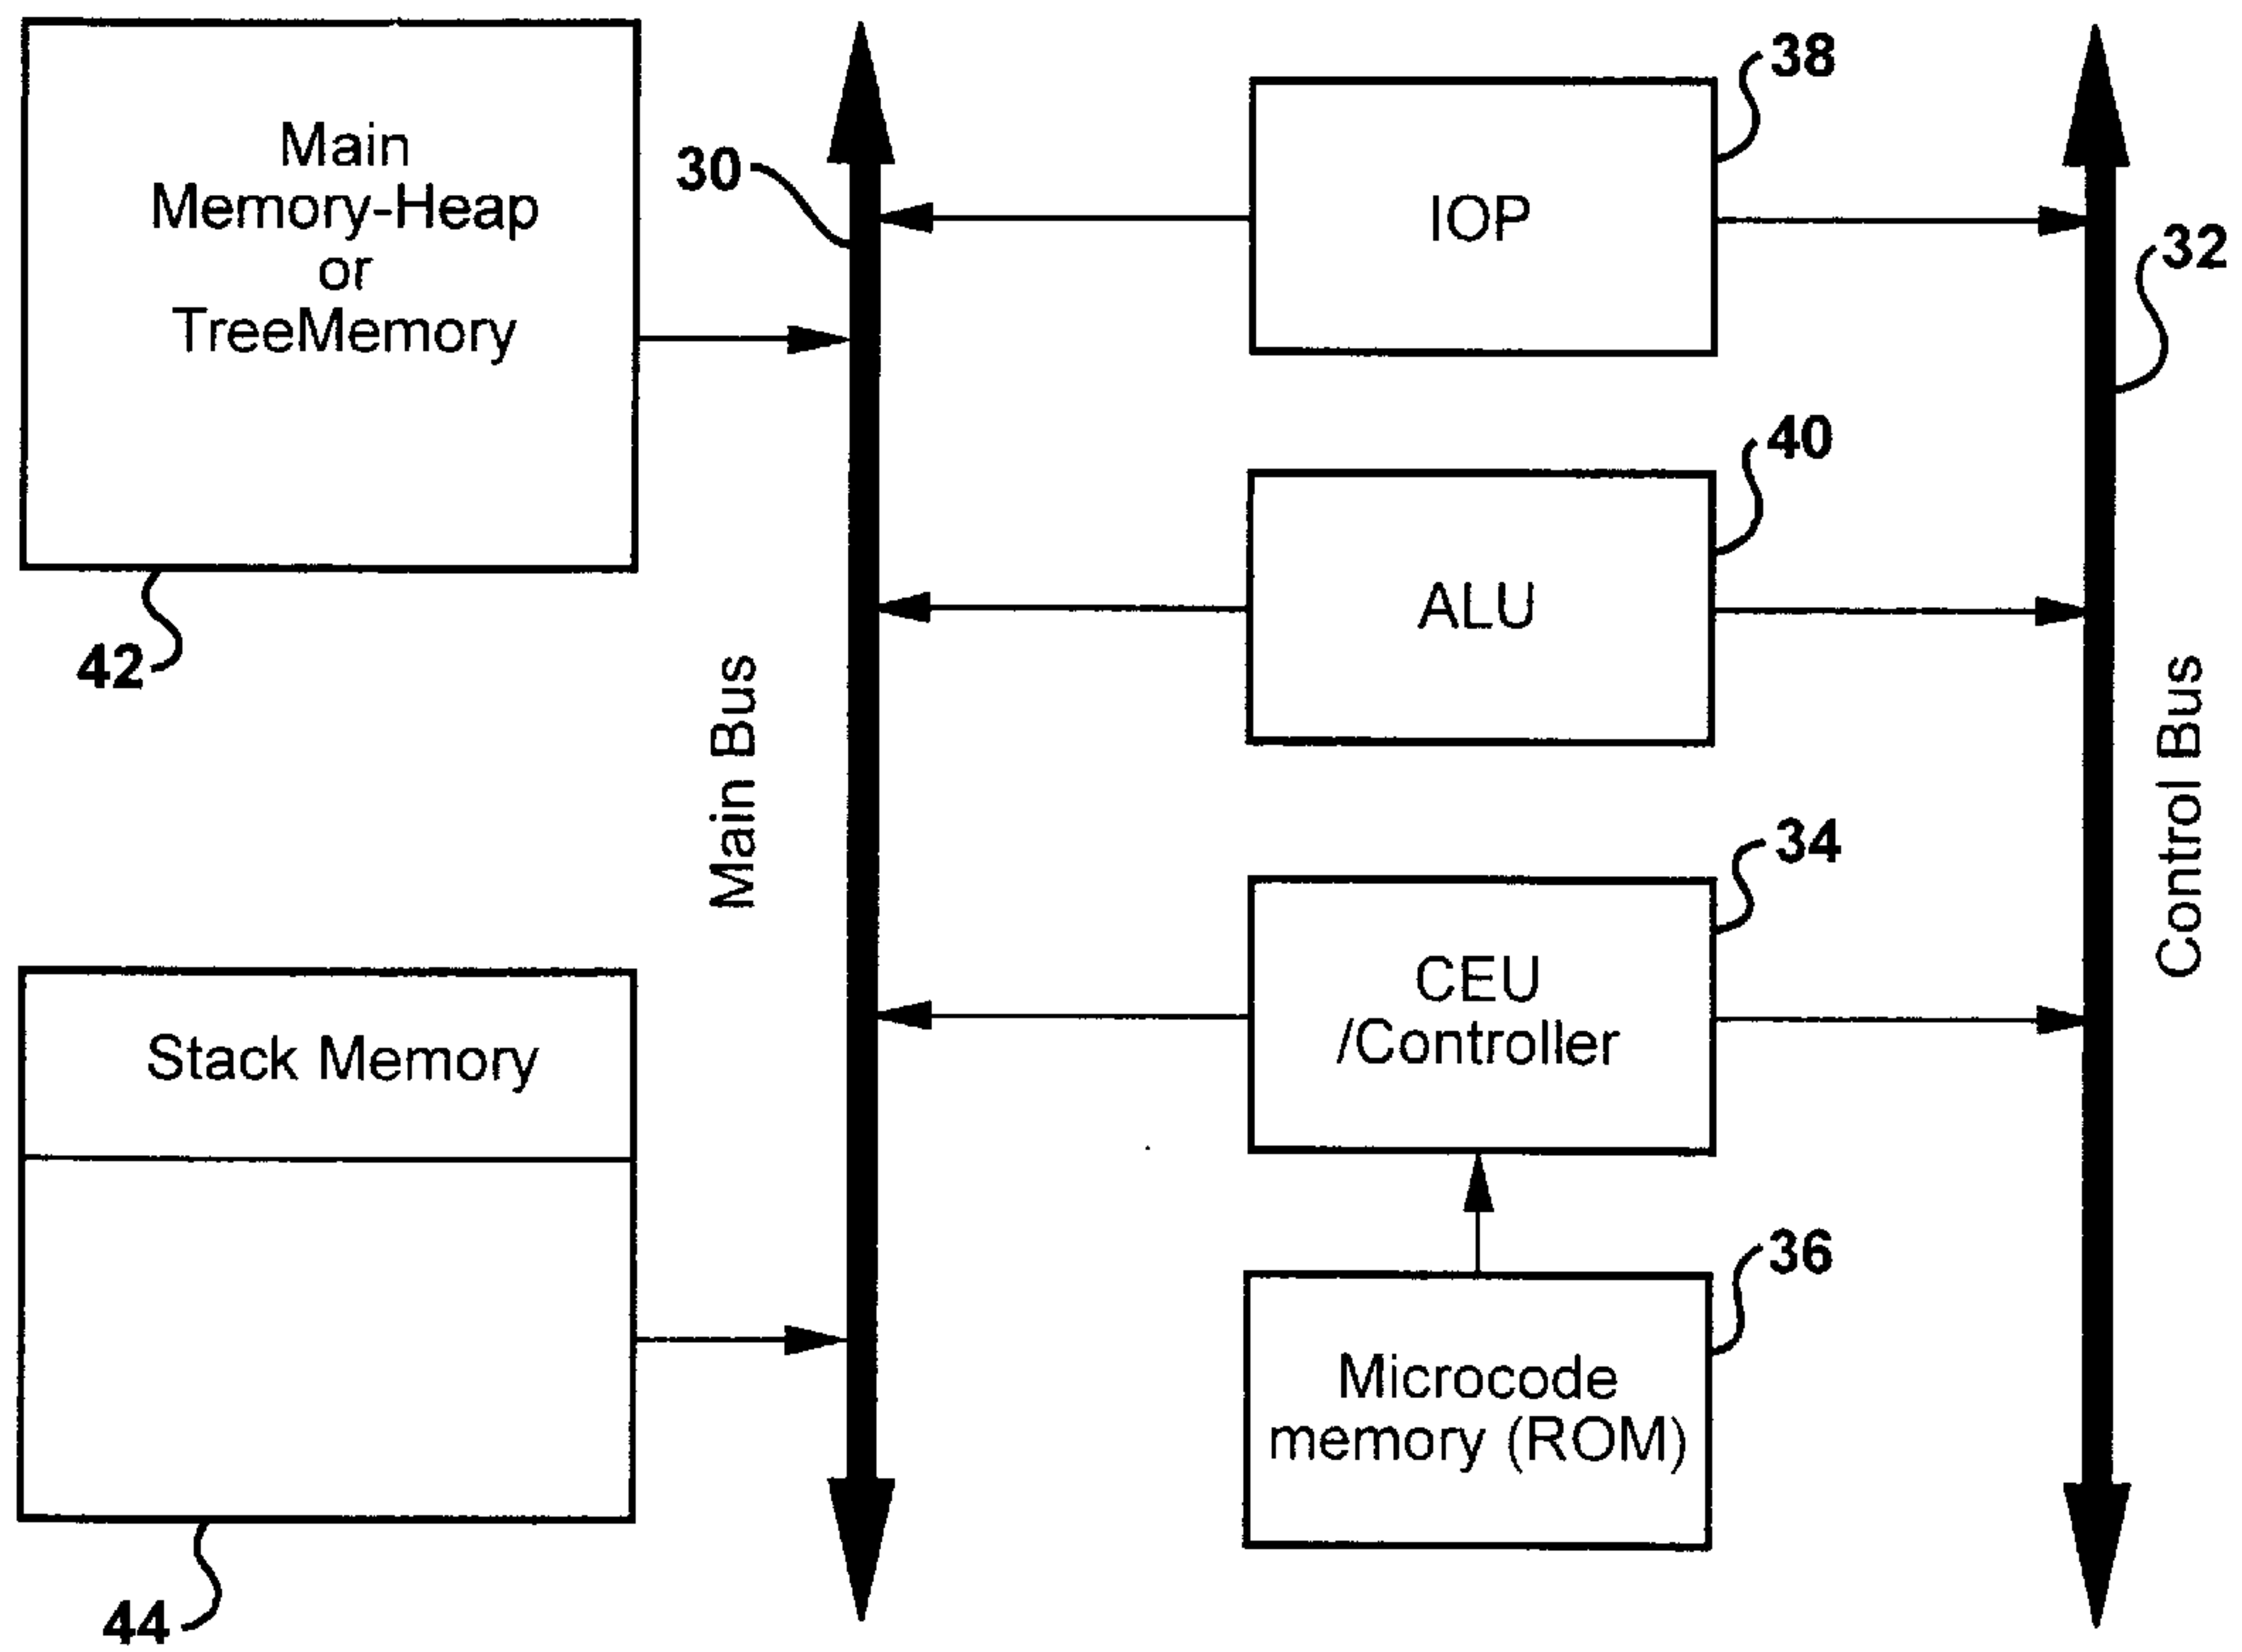 Main
Memory-Heap
or
TreeMemory
42
Stack Memory
44
30
Main Bus
IOP
38
ALU
40
CEU
/Controller
34
Microcode
memory (ROM)
36
32
Control Bus